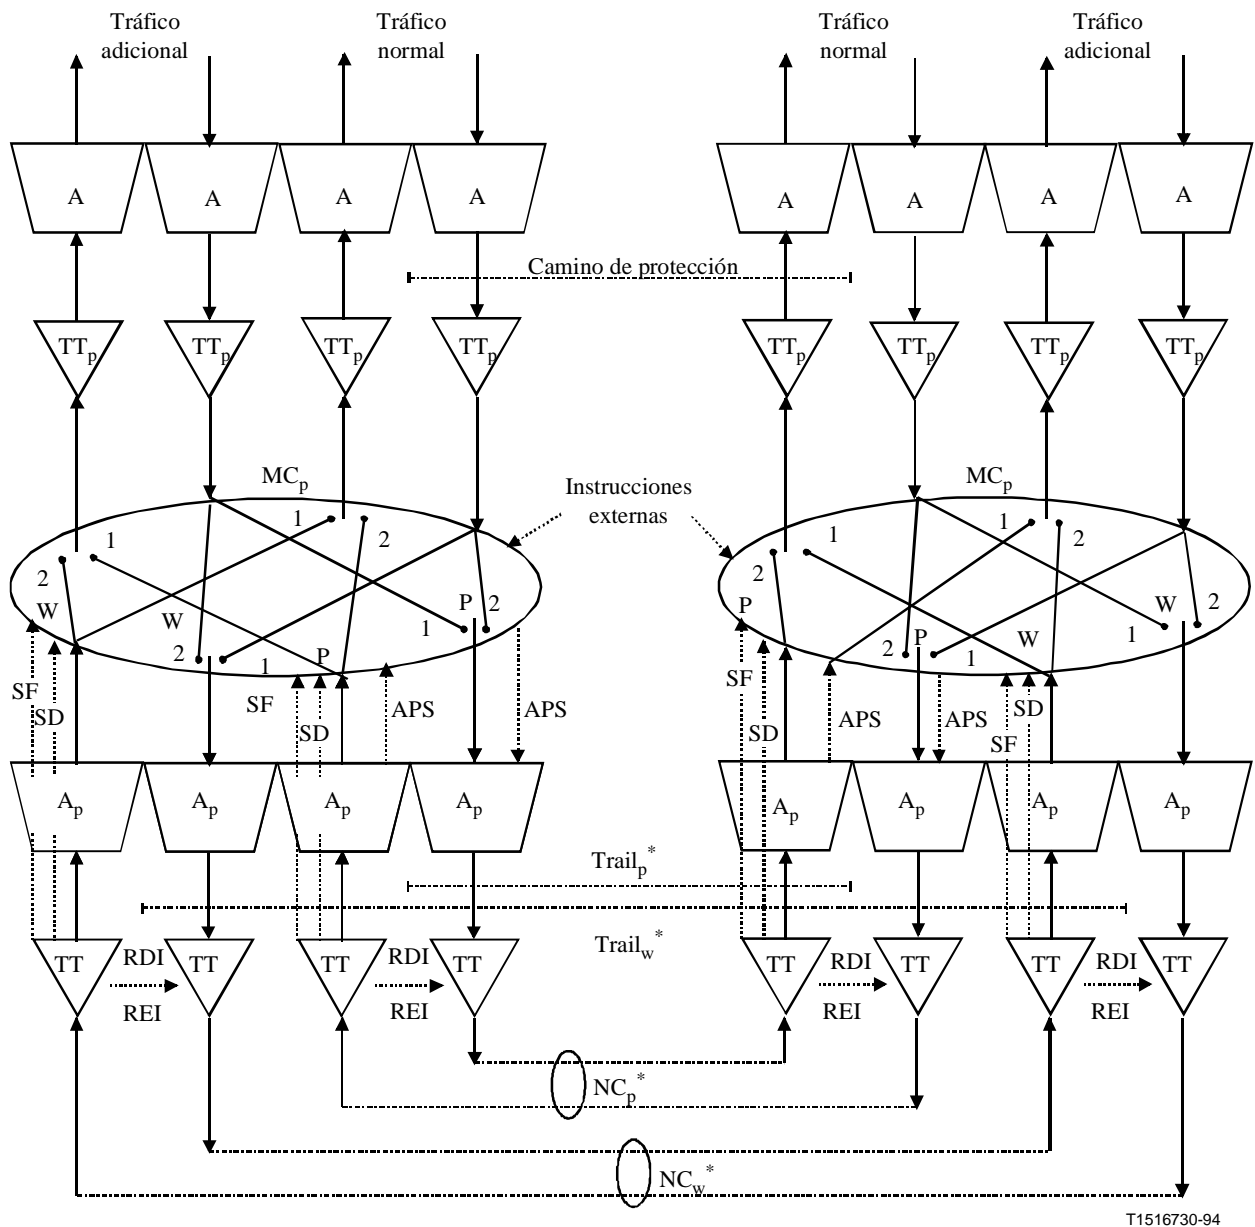 Tráfico
adicional
Tráfico
normal
Tráfico
normal
Tráfico
adicional
A A A A A A A A
Camino de protección
TTp TTp TTp TTp TTp TTp TTp TTp
MCp
Instrucciones
externas
MCp
1 1 2 2 W W P 2 2 1 1 P
1 1 2 2 P W 2 2 P 1 W 1
SF SD SF SD APS APS
SF SD APS APS SF SD
Ap Ap Ap Ap Ap Ap Ap Ap
Trailp*
Trailw*
TT RDI TT TT RDI TT TT RDI TT TT RDI TT
REI REI REI REI
NCp*
NCw*
T1516730-94